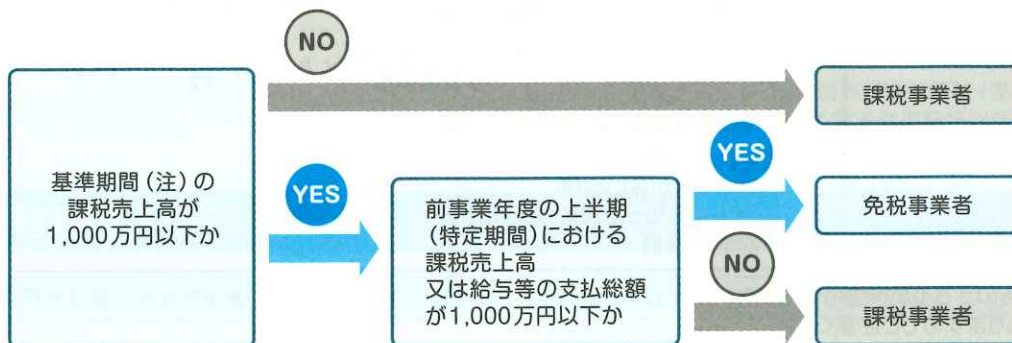 NO
課税事業者
基準期間(注)の
課税売上高が
1,000万円以下か
YES
前事業年度の上半期
(特定期間)における
課税売上高
又は給与等の支払総額
が1,000万円以下か
YES
免税事業者
NO
課税事業者